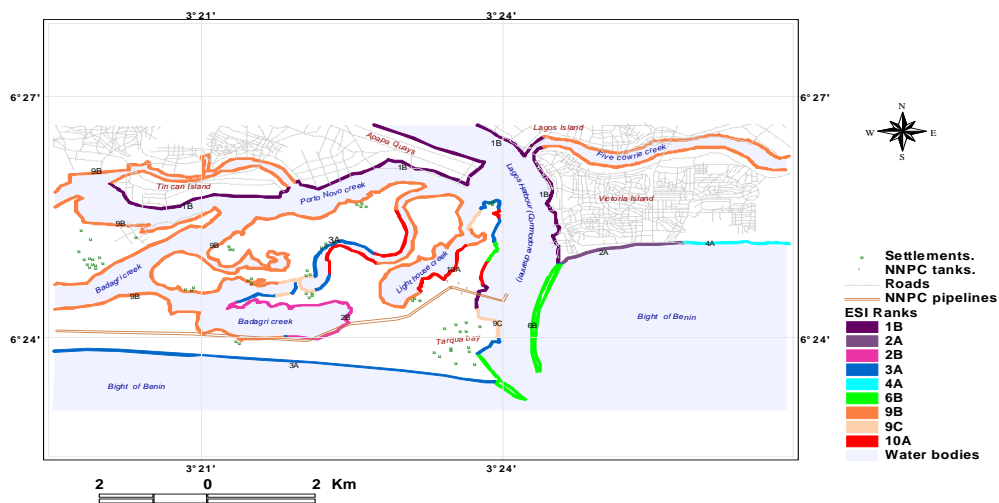 3°21'
3°24'
6°27'
6°27'
Lagos Island
Apapa Quays
1B
Five cowrie creek
9B
1B
Tin can Island
Porto Novo creek
1B
Lagos Harbour (Commodore channel)
1B
Victoria Island
9B
9B
3A
2A
4A
Badagri creek
Light house creek
10A
9B
Badagri creek
2B
9C
6B
Bight of Benin
Tarqua bay
6°24'
6°24'
3A
Bight of Benin
3°21'
3°24'
2
0
2 Km
N
W
E
S
Settlements.
NNPC tanks.
Roads
NNPC pipelines
ESI Ranks
1B
2A
2B
3A
4A
6B
9B
9C
10A
Water bodies